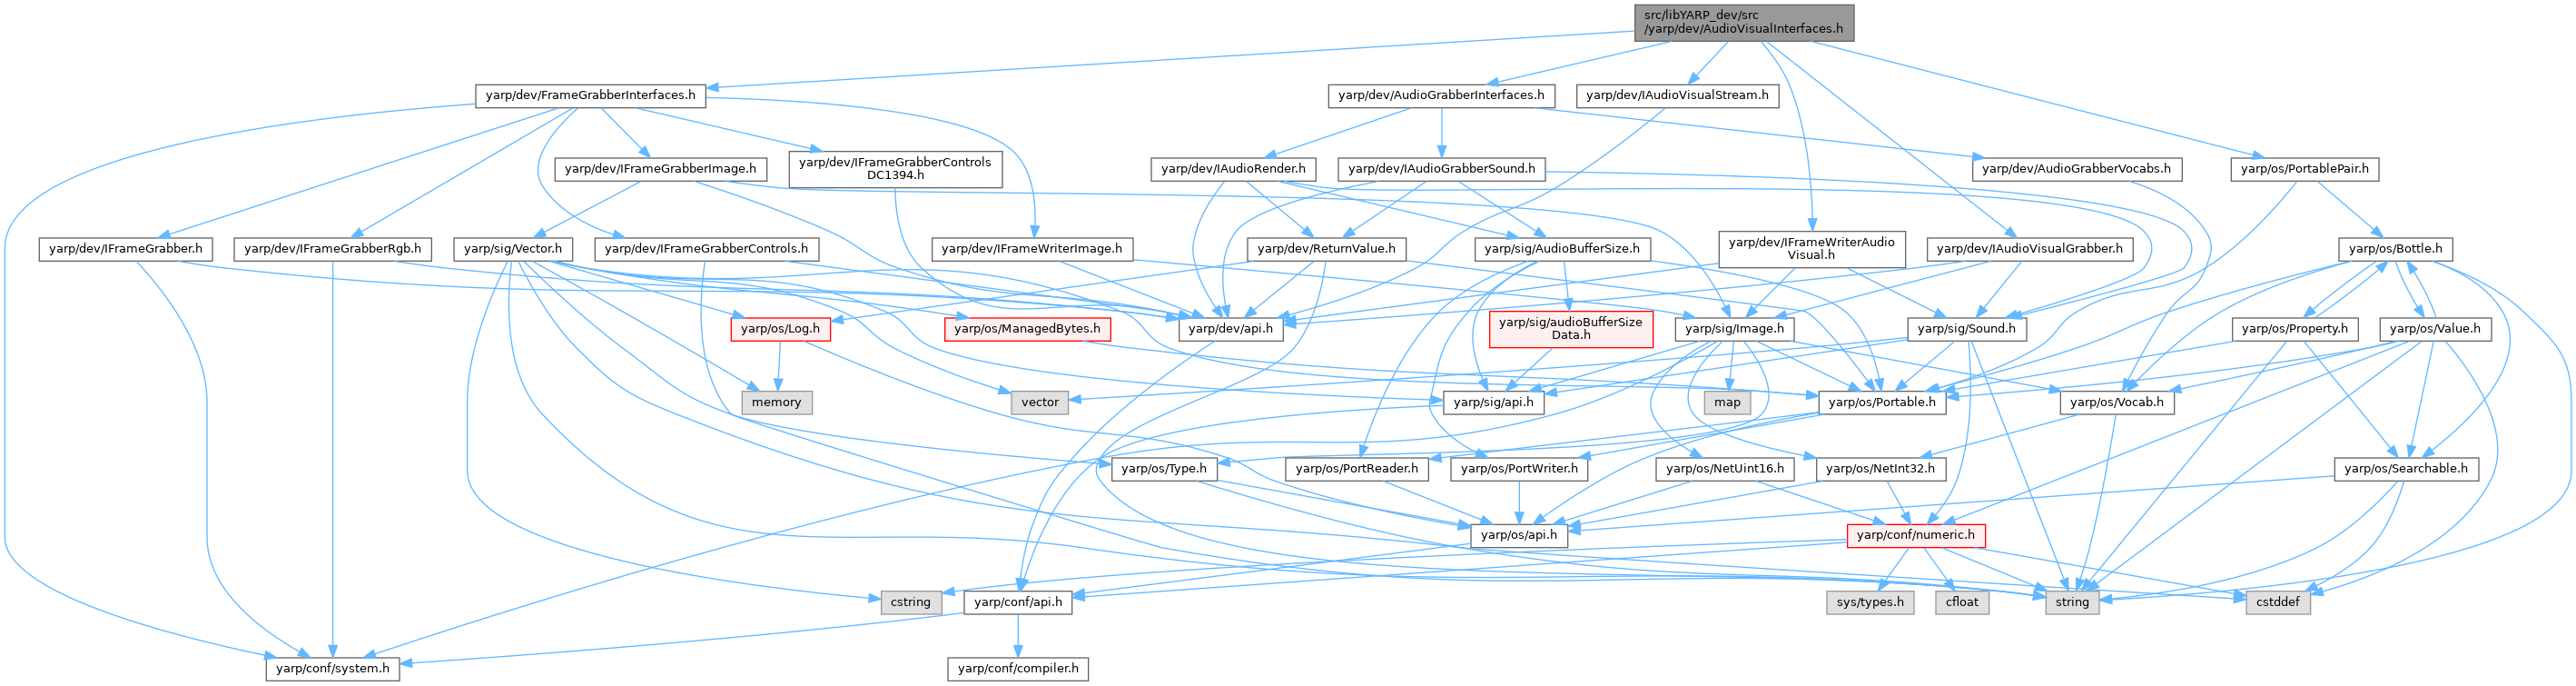 src/libYARP_dev/src
/yarp/dev/AudioVisualInterfaces.h
yarp/dev/FrameGrabberInterfaces.h
yarp/dev/AudioGrabberInterfaces.h
yarp/dev/IAudioVisualStream.h
yarp/dev/IFrameGrabberImage.h
yarp/dev/IFrameGrabberControls
DC1394.h
yarp/dev/IAudioRender.h
yarp/dev/IAudioGrabberSound.h
yarp/dev/AudioGrabberVocabs.h
yarp/os/PortablePair.h
yarp/dev/IFrameGrabber.h
yarp/dev/IFrameGrabberRgb.h
yarp/sig/Vector.h
yarp/dev/IFrameGrabberControls.h
yarp/dev/IFrameWriterImage.h
yarp/dev/ReturnValue.h
yarp/sig/AudioBufferSize.h
yarp/dev/IFrameWriterAudio
Visual.h
yarp/dev/IAudioVisualGrabber.h
yarp/os/Bottle.h
yarp/os/Log.h
yarp/os/ManagedBytes.h
yarp/dev/api.h
yarp/sig/audioBufferSize
Data.h
yarp/sig/Image.h
yarp/sig/Sound.h
yarp/os/Property.h
yarp/os/Value.h
memory
vector
yarp/sig/api.h
map
yarp/os/Portable.h
yarp/os/Vocab.h
yarp/os/Type.h
yarp/os/PortReader.h
yarp/os/PortWriter.h
yarp/os/NetUint16.h
yarp/os/NetInt32.h
yarp/os/Searchable.h
yarp/os/api.h
yarp/conf/numeric.h
cstring
yarp/conf/api.h
sys/types.h
cfloat
string
cstddef
yarp/conf/system.h
yarp/conf/compiler.h